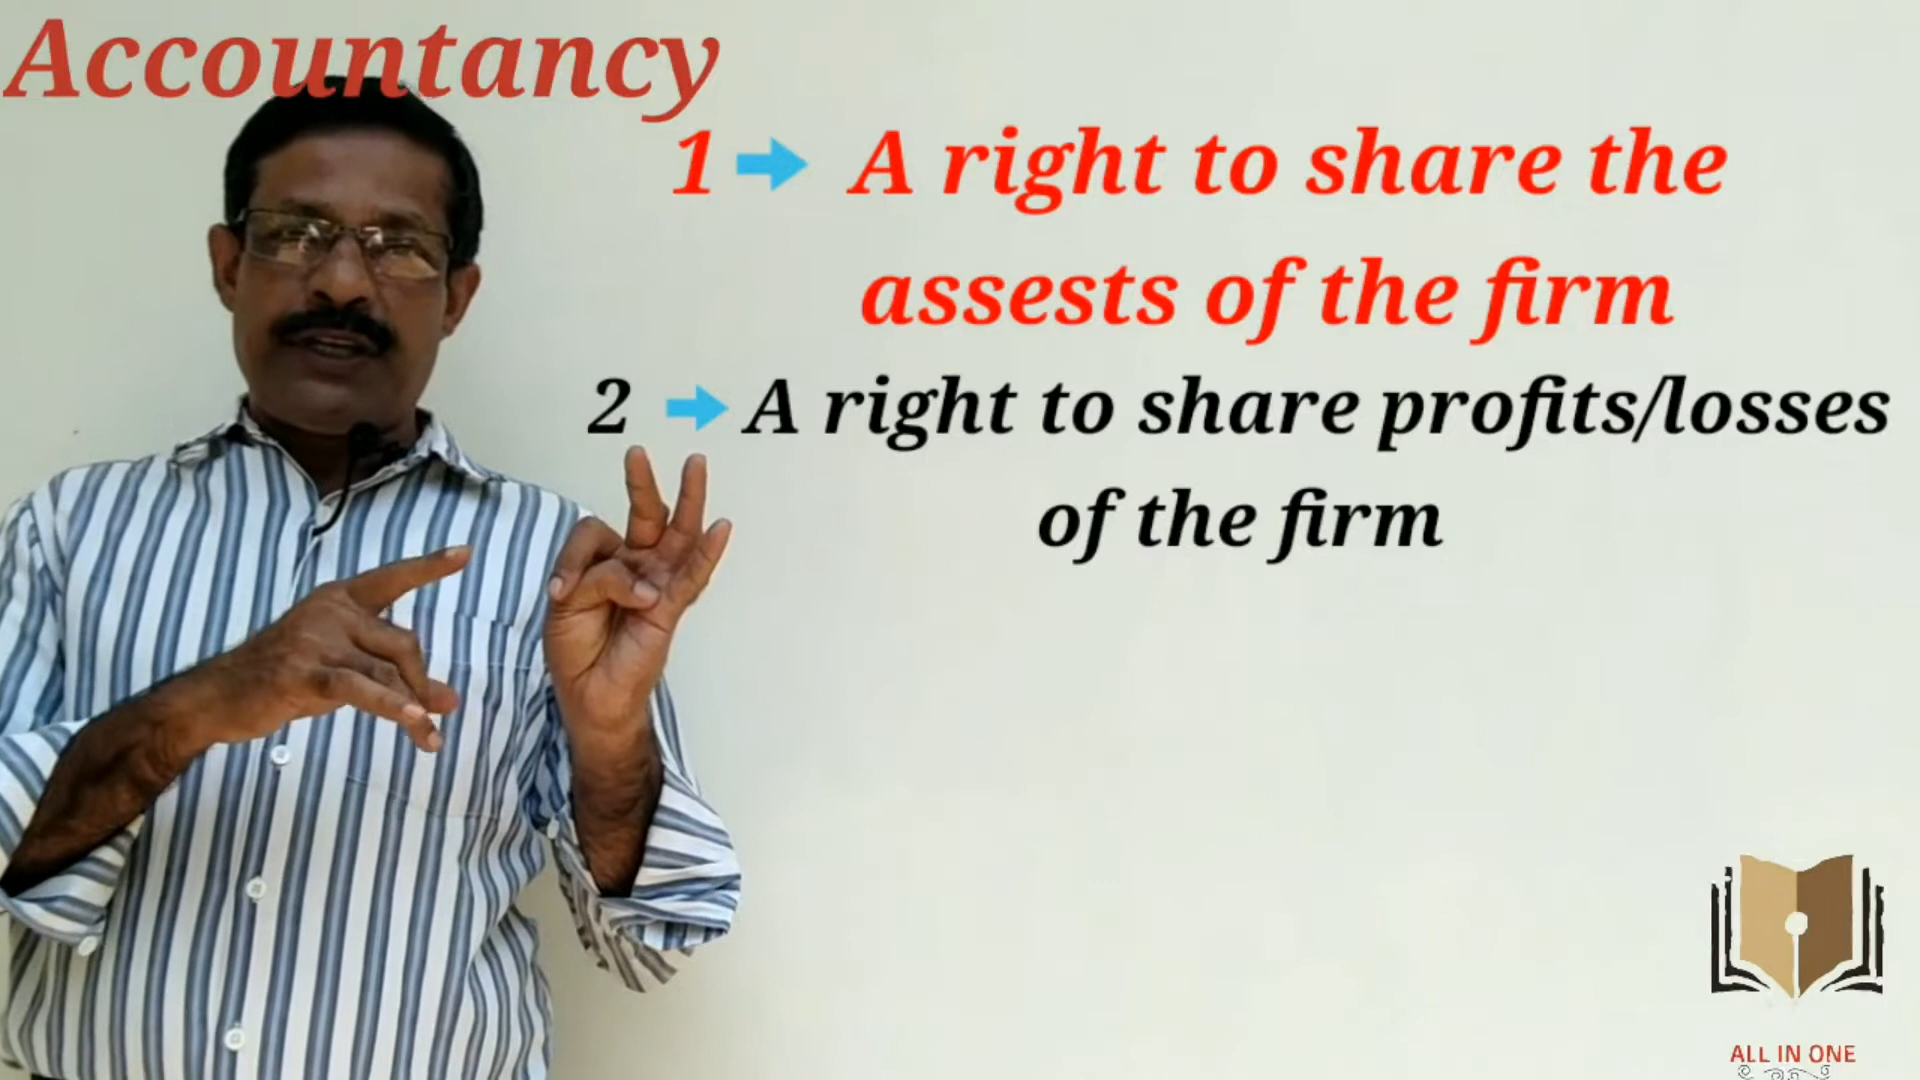 Accountancy
1 A right to share the
assests of the firm
2 A right to share profits/losses
of the firm
ALL IN ONE